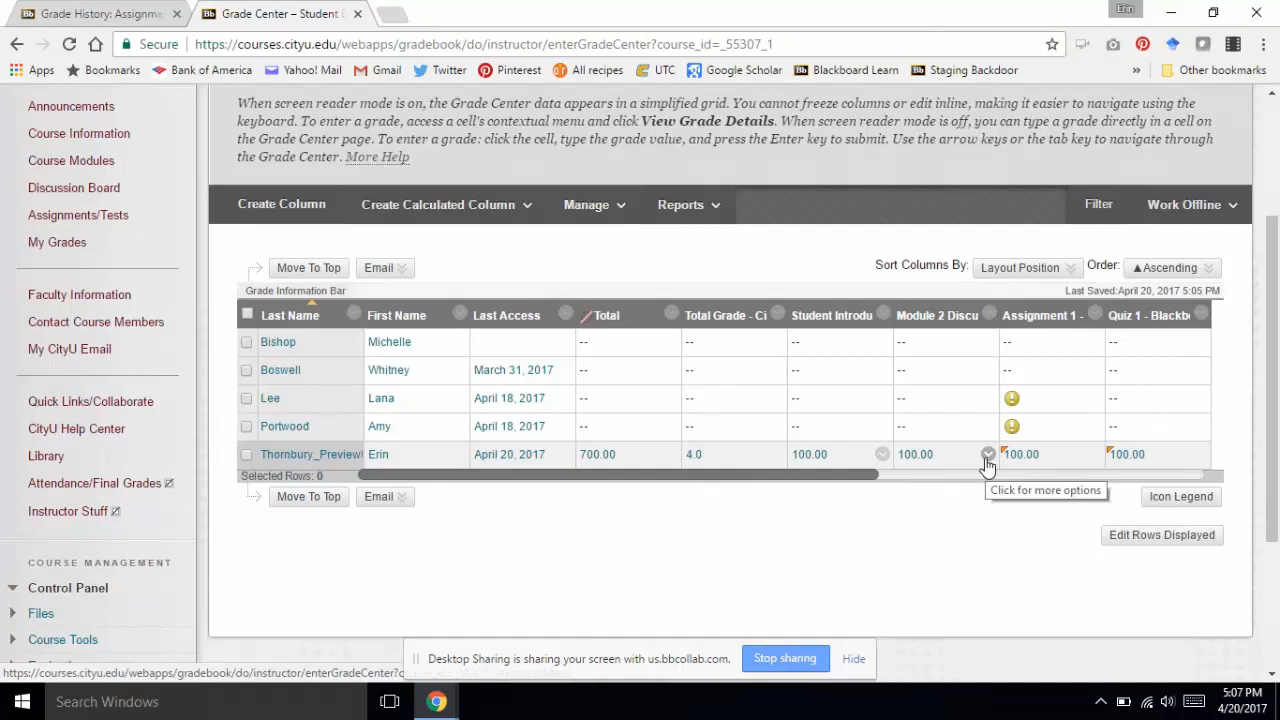 Grade History: Assignme
Grade Center – Student
Erin
Secure
https://courses.cityu.edu/webapps/gradebook/do/instructor/enterGradeCenter?course_id=_55307_1
Apps Bookmarks Bank of America Yahoo! Mail Gmail Twitter Pinterest All recipes UTC Google Scholar Blackboard Learn Staging Backdoor » Other bookmarks
Announcements
Course Information
Course Modules
Discussion Board
Assignments/Tests
My Grades
Faculty Information
Contact Course Members
My CityU Email
Quick Links/Collaborate
CityU Help Center
Library
Attendance/Final Grades
Instructor Stuff
COURSE MANAGEMENT
Control Panel
Files
Course Tools
When screen reader mode is on, the Grade Center data appears in a simplified grid. You cannot freeze columns or edit inline, making it easier to navigate using the
keyboard. To enter a grade, access a cell's contextual menu and click View Grade Details. When screen reader mode is off, you can type a grade directly in a cell on
the Grade Center page. To enter a grade: click the cell, type the grade value, and press the Enter key to submit. Use the arrow keys or the tab key to navigate through
the Grade Center. More Help
Create Column Create Calculated Column Manage Reports Filter Work Offline
Move To Top Email Sort Columns By: Layout Position Order: ▲Ascending
Grade Information Bar Last Saved:April 20, 2017 5:05 PM
Last Name First Name Last Access Total Total Grade - Ci Student Introdu Module 2 Discu Assignment 1 - Quiz 1 - Blackb
Bishop Michelle -- -- -- -- -- --
Boswell Whitney March 31, 2017 -- -- -- -- -- --
Lee Lana April 18, 2017 -- -- -- -- --
Portwood Amy April 18, 2017 -- -- -- -- --
Thornbury_Preview Erin April 20, 2017 700.00 4.0 100.00 100.00 100.00 100.00
Selected Rows: 0
Click for more options
Move To Top Email Icon Legend
Edit Rows Displayed
Desktop Sharing is sharing your screen with us.bbcollab.com. Stop sharing Hide
https://courses.cityu.edu/webapps/gradebook/do/instructor/enterGradeCenter?
Search Windows
5:07 PM
4/20/2017